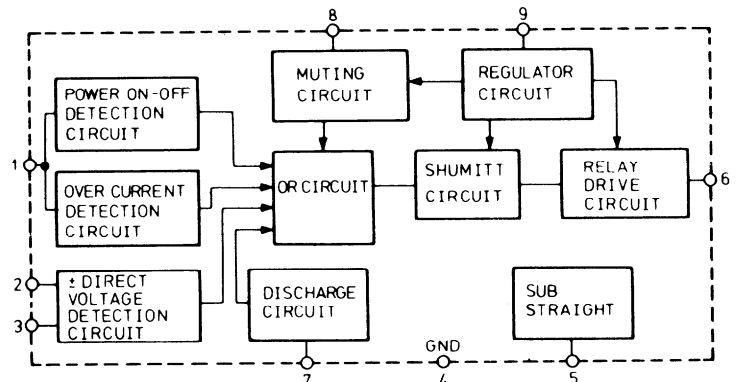 8
9
MUTING
CIRCUIT
REGULATOR
CIRCUIT
POWER ON-OFF
DETECTION
CIRCUIT
1
OVER CURRENT
DETECTION
CIRCUIT
OR CIRCUIT
SHUMITT
CIRCUIT
RELAY
DRIVE
CIRCUIT
6
2
3
± DIRECT
VOLTAGE
DETECTION
CIRCUIT
DISCHARGE
CIRCUIT
SUB
STRAIGHT
GND
7
4
5